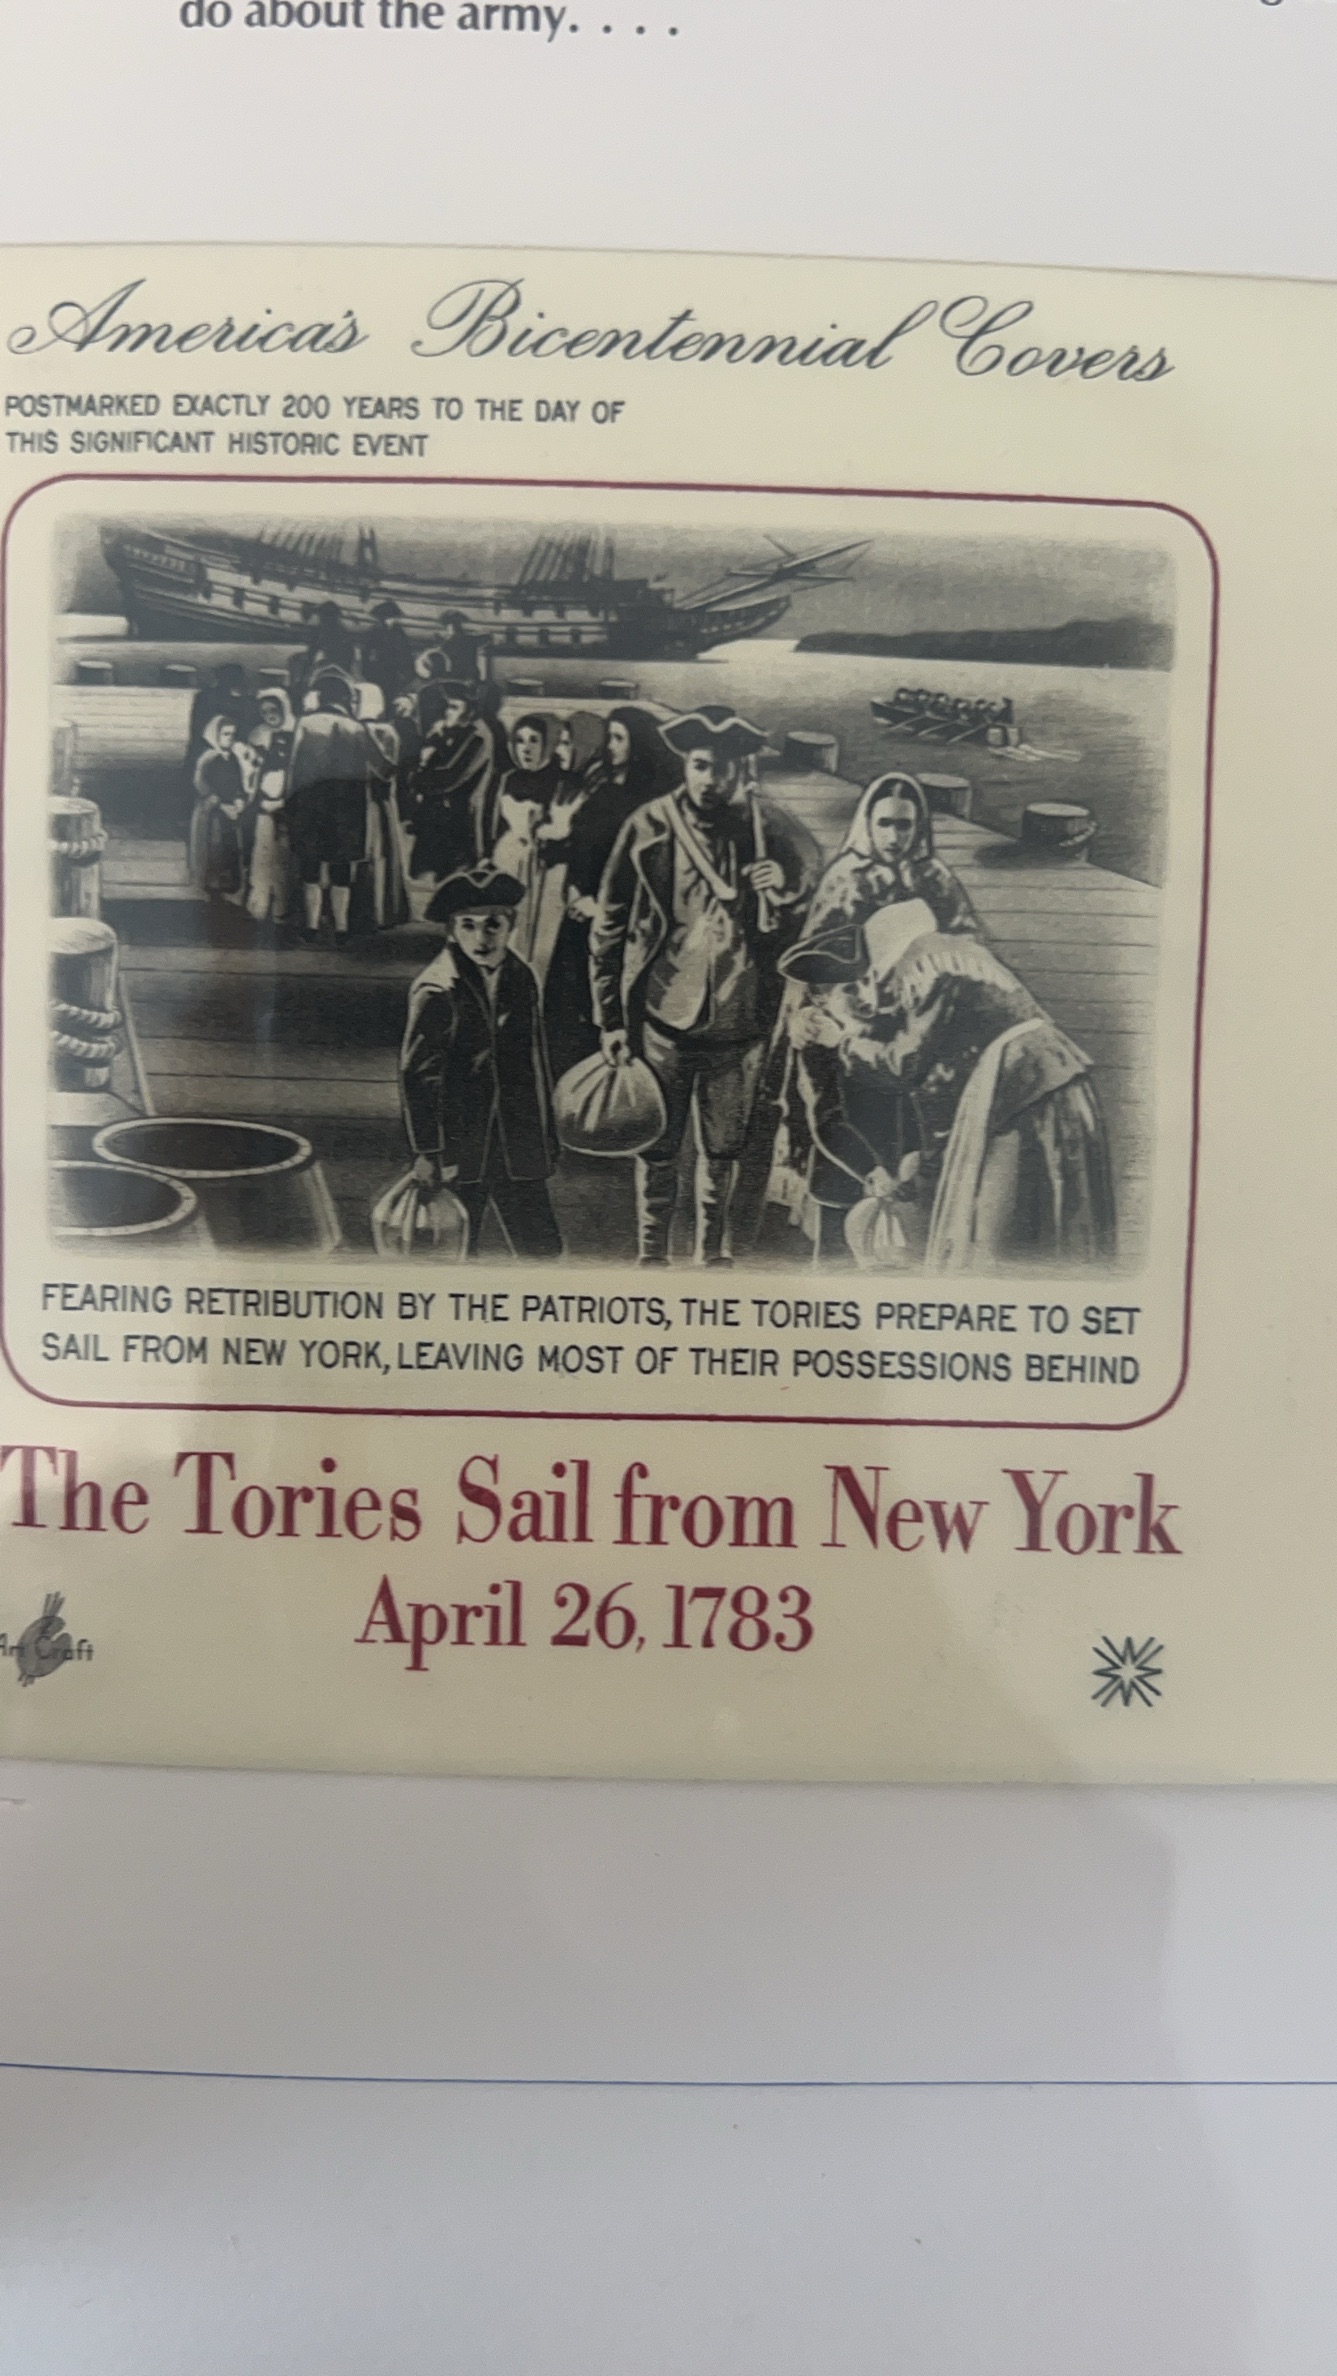 do about the army. . . .
America's Bicentennial Covers
POSTMARKED EXACTLY 200 YEARS TO THE DAY OF
THIS SIGNIFICANT HISTORIC EVENT
FEARING RETRIBUTION BY THE PATRIOTS, THE TORIES PREPARE TO SET
SAIL FROM NEW YORK, LEAVING MOST OF THEIR POSSESSIONS BEHIND
The Tories Sail from New York
April 26, 1783
Art Craft